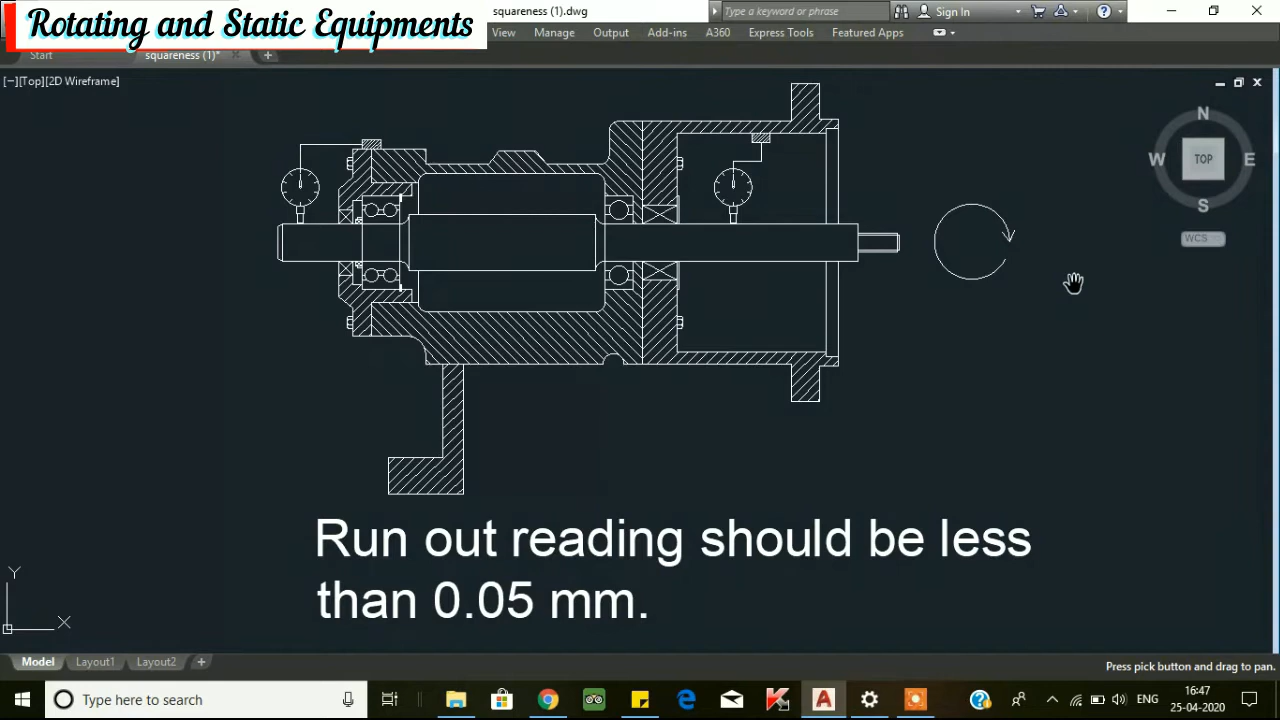 Rotating and Static Equipments
squareness (1).dwg
Type a keyword or phrase
Sign In
View
Manage
Output
Add-ins
A360
Express Tools
Featured Apps
Start
squareness (1)*
[−][Top][2D Wireframe]
N
W
TOP
E
S
WCS
Run out reading should be less
than 0.05 mm.
Y
X
Model
Layout1
Layout2
Press pick button and drag to pan.
Type here to search
ENG
16:47
25-04-2020